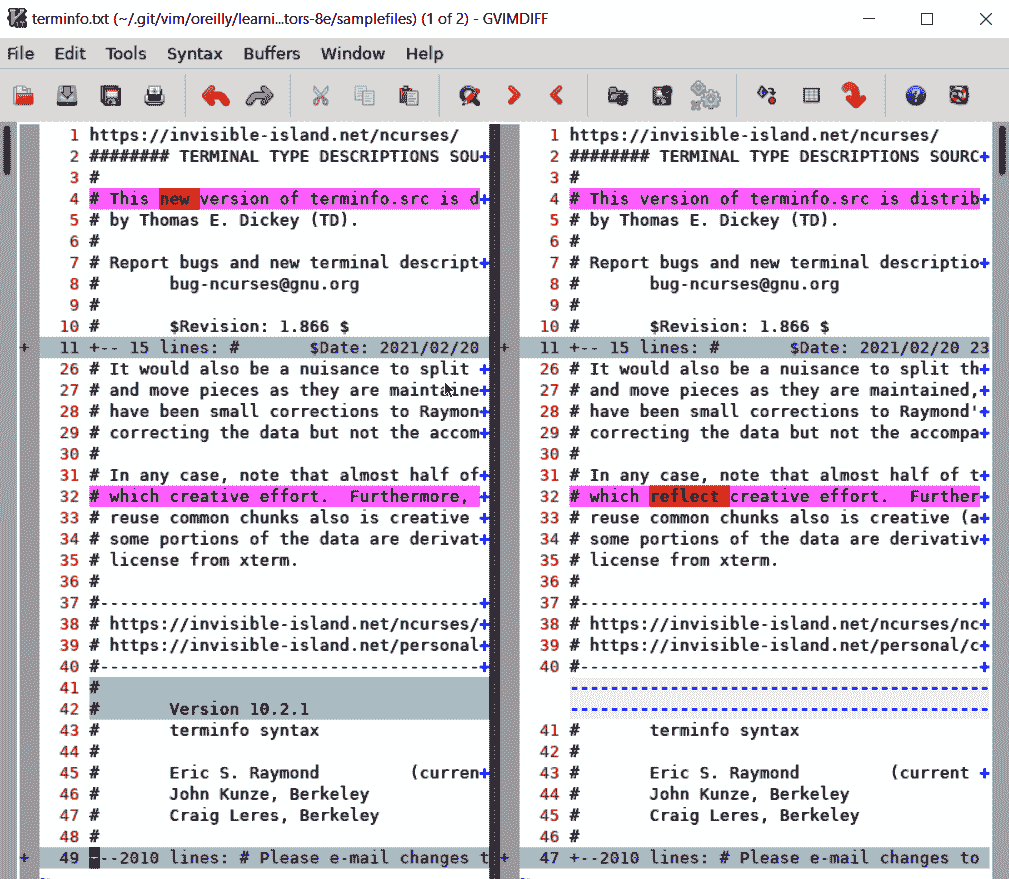 terminfo.txt (~/.git/vim/oreilly/learni...tors-8e/samplefiles) (1 of 2) - GVIMDIFF
File Edit Tools Syntax Buffers Window Help
1 https://invisible-island.net/ncurses/
2 ######## TERMINAL TYPE DESCRIPTIONS SOU+
3 #
4 # This new version of terminfo.src is d+
5 # by Thomas E. Dickey (TD).
6 #
7 # Report bugs and new terminal descript+
8 #       bug-ncurses@gnu.org
9 #
10 #       $Revision: 1.866 $
+ 11 +-- 15 lines: #       $Date: 2021/02/20
26 # It would also be a nuisance to split +
27 # and move pieces as they are maintaine+
28 # have been small corrections to Raymon+
29 # correcting the data but not the accom+
30 #
31 # In any case, note that almost half of+
32 # which creative effort.  Furthermore, +
33 # reuse common chunks also is creative +
34 # some portions of the data are derivat+
35 # license from xterm.
36 #
37 #--------------------------------------+
38 # https://invisible-island.net/ncurses/+
39 # https://invisible-island.net/personal+
40 #--------------------------------------+
41 #
42 #       Version 10.2.1
43 #       terminfo syntax
44 #
45 #       Eric S. Raymond         (curren+
46 #       John Kunze, Berkeley
47 #       Craig Leres, Berkeley
48 #
+ 49 +--2010 lines: # Please e-mail changes t
1 https://invisible-island.net/ncurses/
2 ######## TERMINAL TYPE DESCRIPTIONS SOURC+
3 #
4 # This version of terminfo.src is distrib+
5 # by Thomas E. Dickey (TD).
6 #
7 # Report bugs and new terminal descriptio+
8 #       bug-ncurses@gnu.org
9 #
10 #       $Revision: 1.866 $
+ 11 +-- 15 lines: #       $Date: 2021/02/20 23
26 # It would also be a nuisance to split th+
27 # and move pieces as they are maintained,+
28 # have been small corrections to Raymond'+
29 # correcting the data but not the accompa+
30 #
31 # In any case, note that almost half of t+
32 # which reflect creative effort.  Further+
33 # reuse common chunks also is creative (a+
34 # some portions of the data are derivativ+
35 # license from xterm.
36 #
37 #----------------------------------------+
38 # https://invisible-island.net/ncurses/nc+
39 # https://invisible-island.net/personal/c+
40 #----------------------------------------+
------------------------------------------
------------------------------------------
41 #       terminfo syntax
42 #
43 #       Eric S. Raymond         (current +
44 #       John Kunze, Berkeley
45 #       Craig Leres, Berkeley
46 #
+ 47 +--2010 lines: # Please e-mail changes to